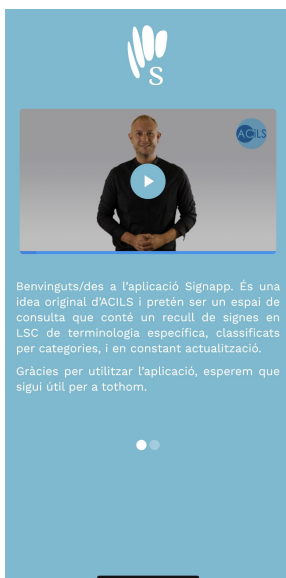 S
ACiLS
Benvinguts/des a l'aplicació Signapp. És una
idea original d'ACILS i pretén ser un espai de
consulta que conté un recull de signes en
LSC de terminologia específica, classificats
per categories, i en constant actualització.
Gràcies per utilitzar l'aplicació, esperem que
sigui útil per a tothom.